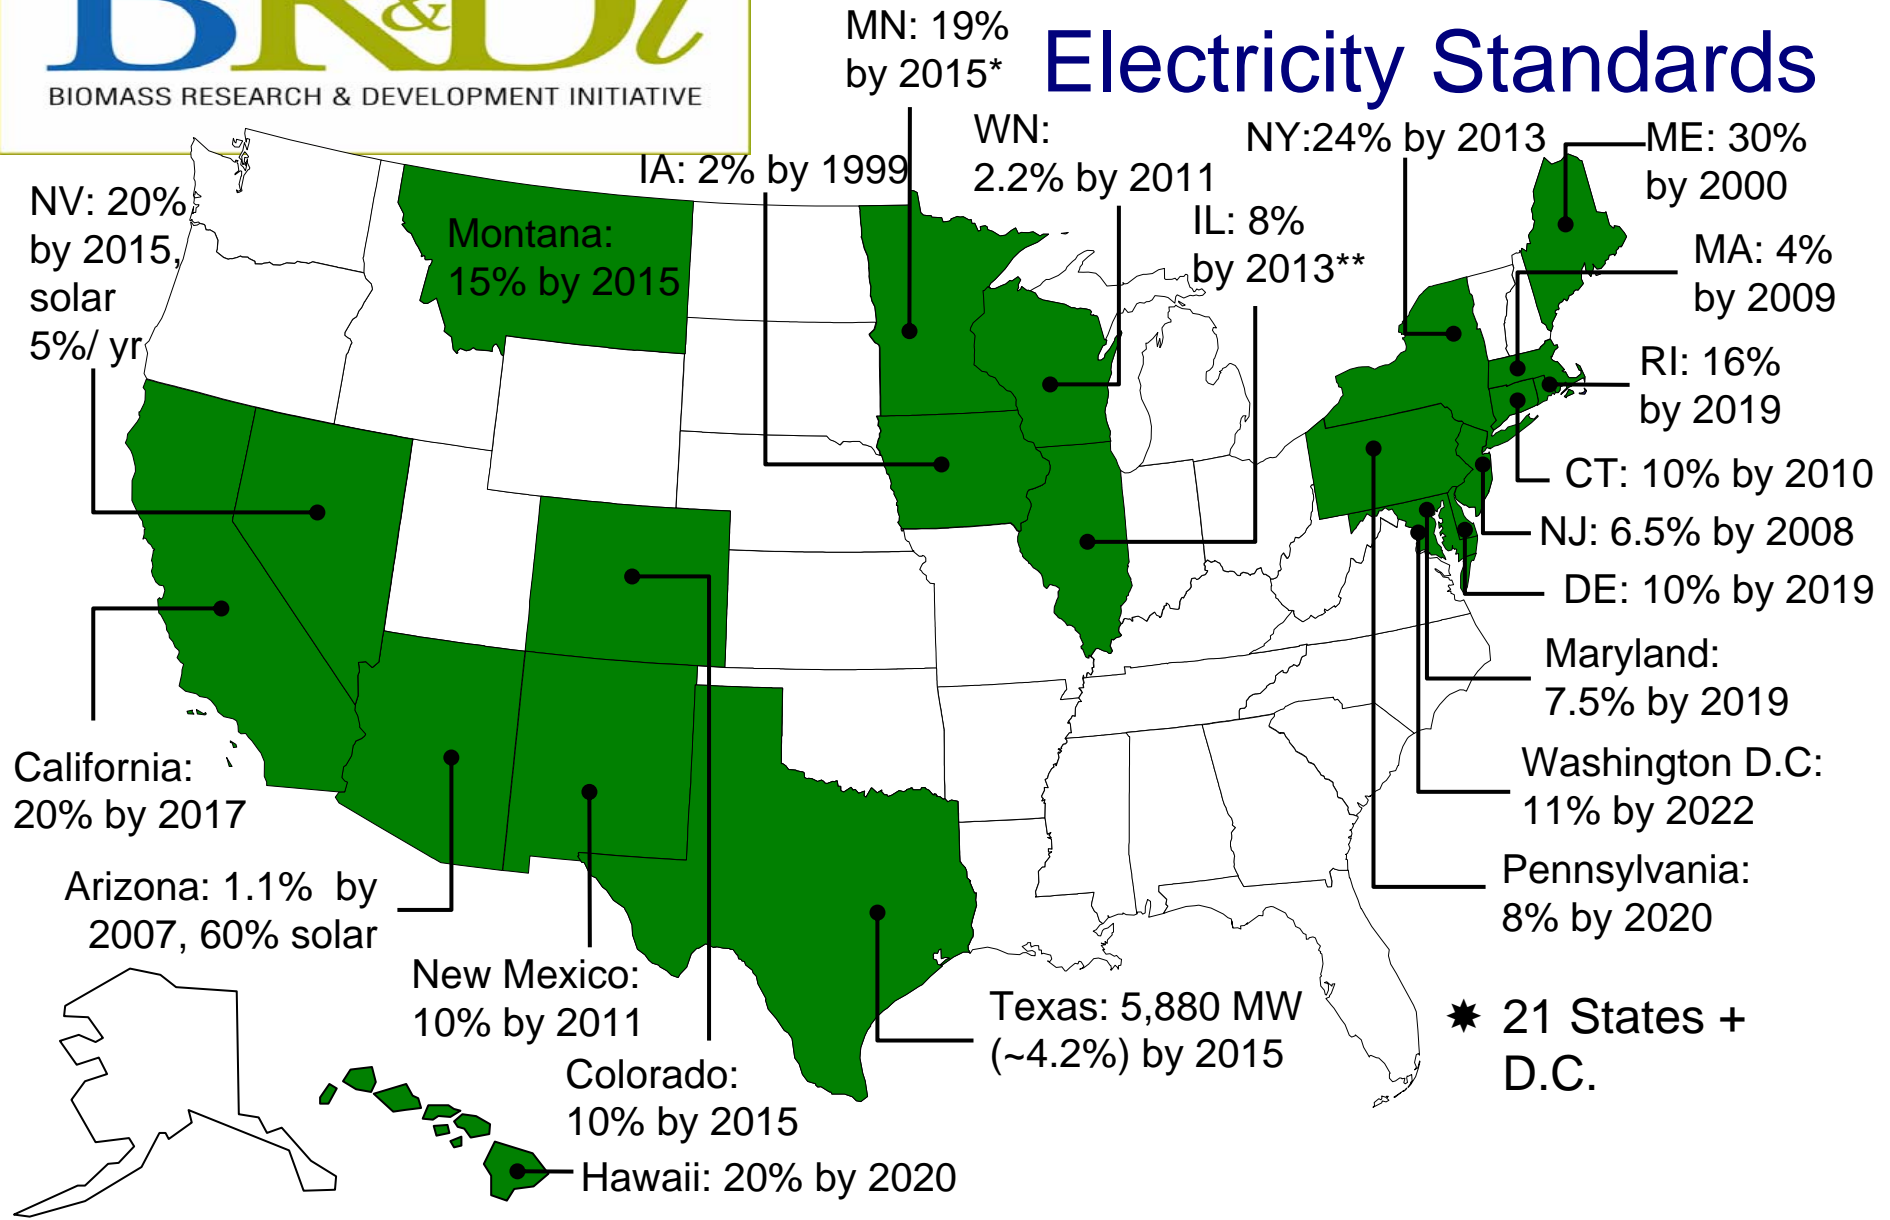 BR&Di
BIOMASS RESEARCH & DEVELOPMENT INITIATIVE
Electricity Standards
MN: 19%
by 2015*
WN:
2.2% by 2011
NY:24% by 2013
ME: 30%
by 2000
IA: 2% by 1999
NV: 20%
by 2015,
solar
5%/ yr
Montana:
15% by 2015
IL: 8%
by 2013**
MA: 4%
by 2009
RI: 16%
by 2019
CT: 10% by 2010
NJ: 6.5% by 2008
DE: 10% by 2019
Maryland:
7.5% by 2019
Washington D.C:
11% by 2022
Pennsylvania:
8% by 2020
California:
20% by 2017
Arizona: 1.1%  by
2007, 60% solar
New Mexico:
10% by 2011
Colorado:
10% by 2015
Texas: 5,880 MW
(~4.2%) by 2015
Hawaii: 20% by 2020
✷ 21 States +
D.C.